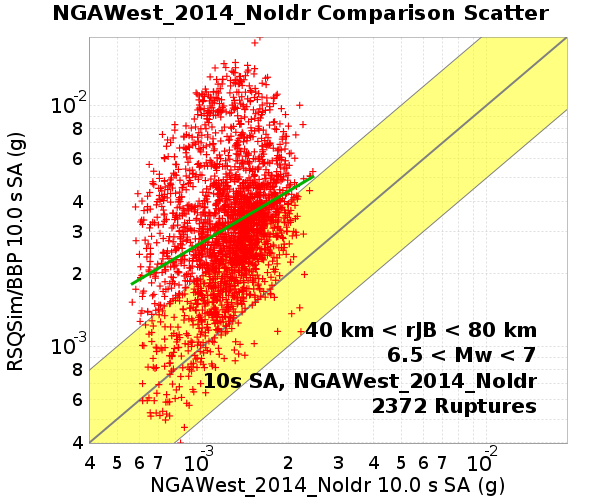 NGAWest_2014_NoIdr Comparison Scatter
RSQSim/BBP 10.0 s SA (g)
10-2
8
6
4
3
2
10-3
8
6
4
40 km < rJB < 80 km
6.5 < Mw < 7
10s SA, NGAWest_2014_NoIdr
2372 Ruptures
4 5 6 7 10-3 2 3 4 5 6 7 10-2
NGAWest_2014_NoIdr 10.0 s SA (g)